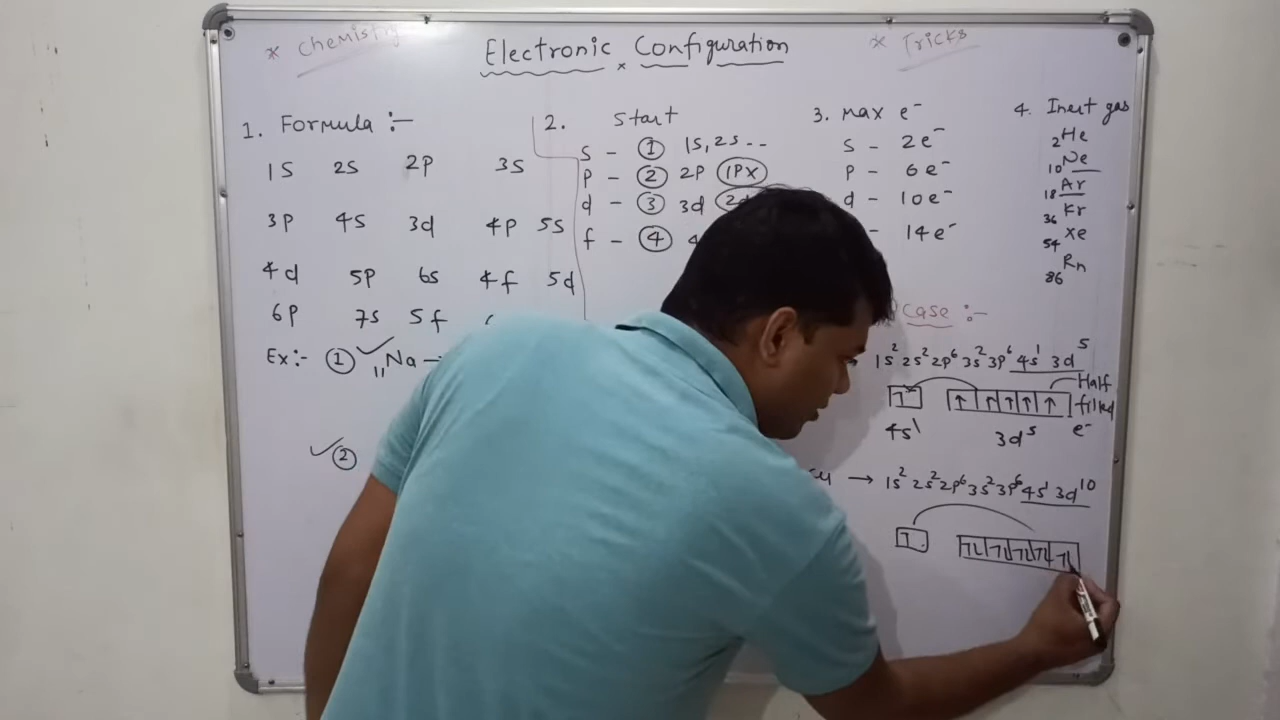 * Chemistry
Electronic Configuration
* Tricks
1. Formula :-
1S 2S 2P 3S
3P 4S 3d 4P 5S
4d 5P 6s 4f 5d
6P 7s 5f
Ex:- ① ₁₁Na →
②
2. Start
S - ① 1S, 2S --
P - ② 2P 1PX
d - ③ 3d
f - ④ 4
3. Max e⁻
S - 2e⁻
P - 6e⁻
d - 10e⁻
- 14e⁻
4. Inert gas
₂He
₁₀Ne
₁₈Ar
₃₆Kr
₅₄Xe
₈₆Rn
Case :-
1s² 2s² 2p⁶ 3s² 3p⁶ 4s¹ 3d⁵
Half
filled
e⁻
4s¹ 3d⁵
Cu → 1s² 2s² 2p⁶ 3s² 3p⁶ 4s¹ 3d¹⁰